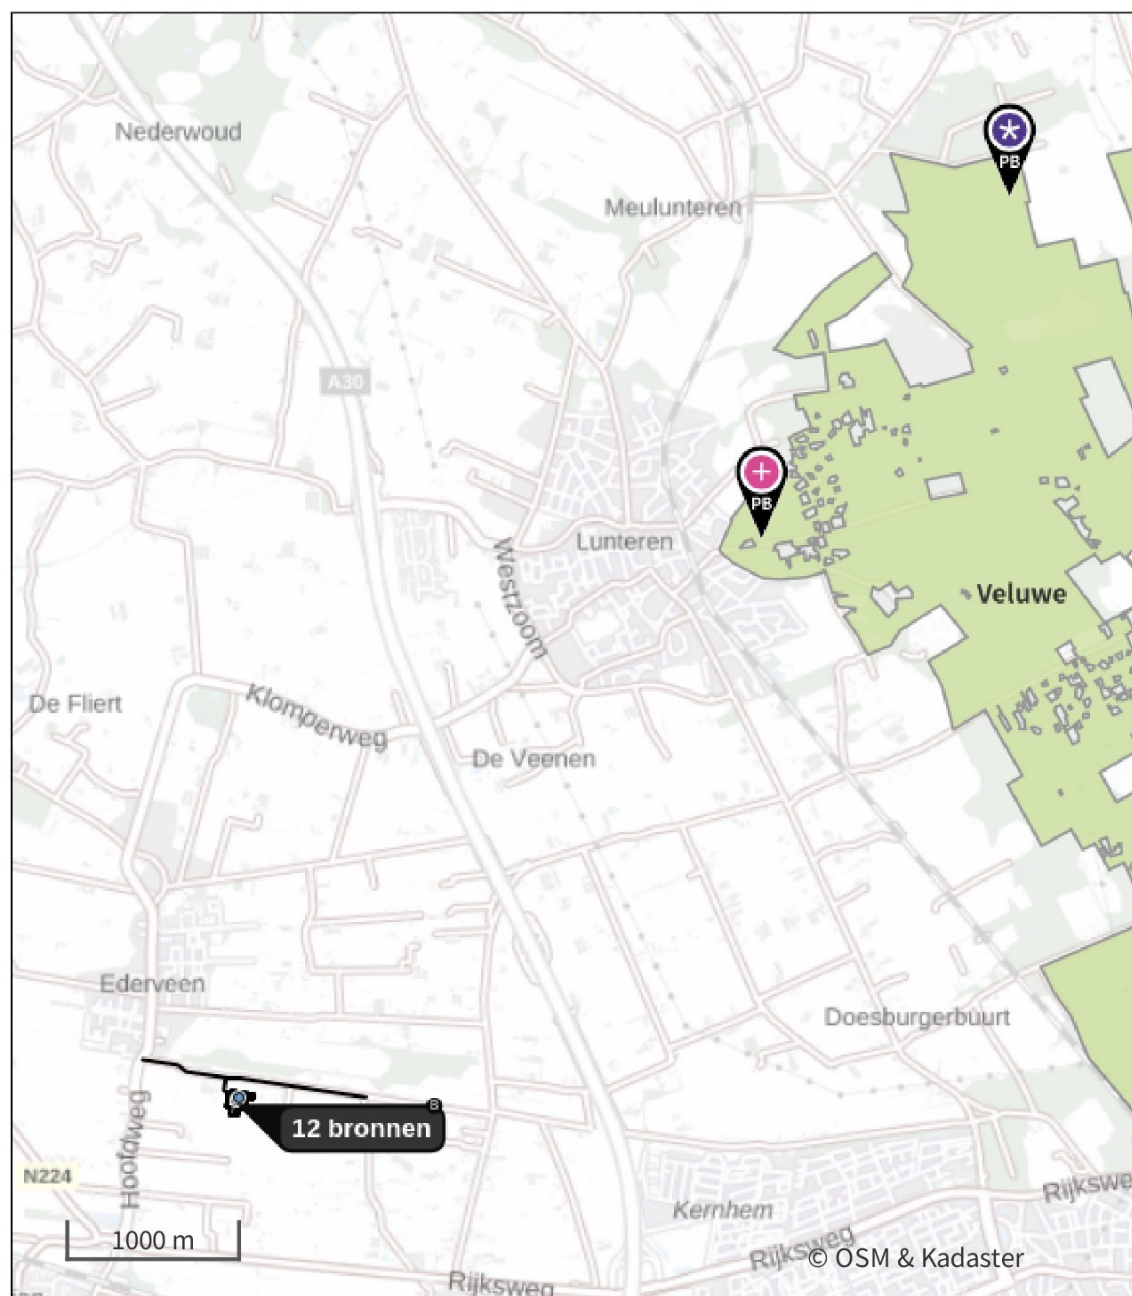 Nederwoud
PB
Meulunteren
A30
PB
Lunteren
Westzoom
Veluwe
De Fliert
Klomperweg
De Veenen
Ederveen
Doesburgerbuurt
B
12 bronnen
Hoofdweg
N224
Kernhem
Rijkswe
1000 m
Rijksweg
© OSM & Kadaster
Rijksweg